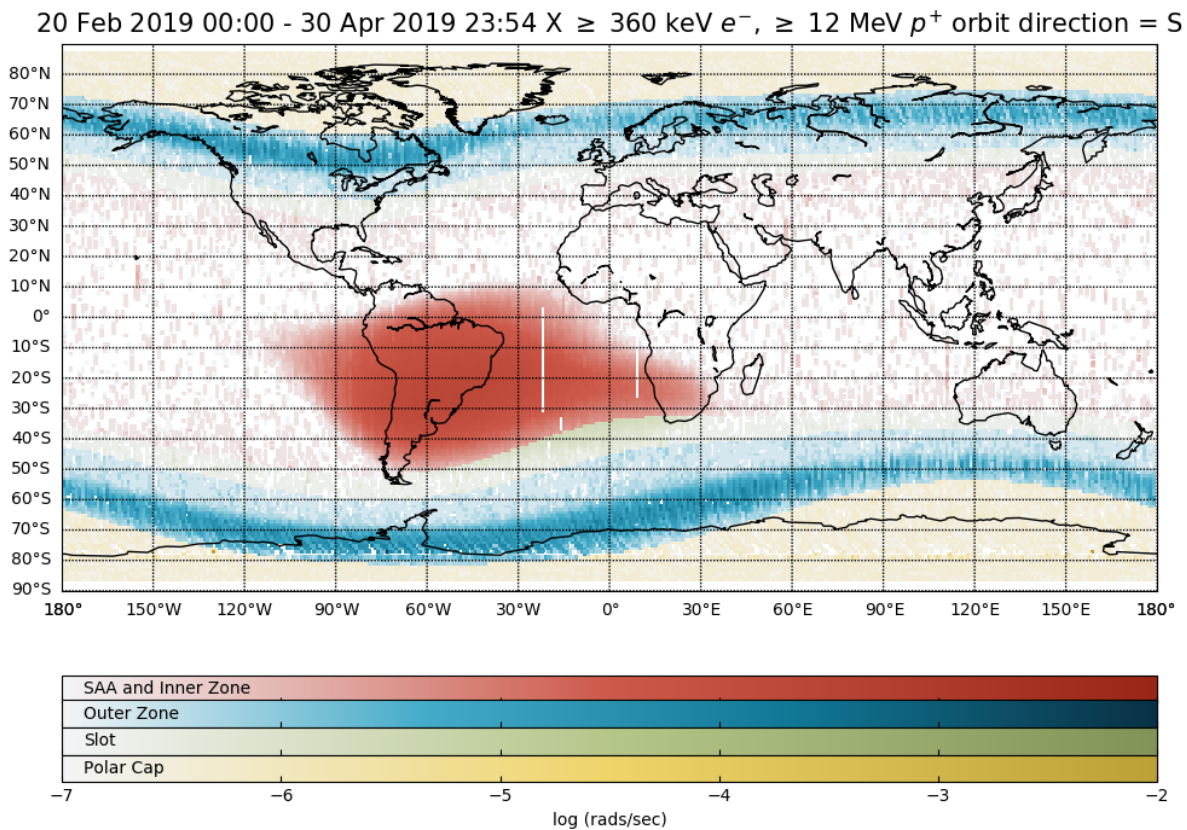 20 Feb 2019 00:00 - 30 Apr 2019 23:54 X ≥ 360 keV e⁻, ≥ 12 MeV p⁺ orbit direction = S
80°N
70°N
60°N
50°N
40°N
30°N
20°N
10°N
0°
10°S
20°S
30°S
40°S
50°S
60°S
70°S
80°S
90°S
180° 150°W 120°W 90°W 60°W 30°W 0° 30°E 60°E 90°E 120°E 150°E 180°
SAA and Inner Zone
Outer Zone
Slot
Polar Cap
−7 −6 −5 −4 −3 −2
log (rads/sec)